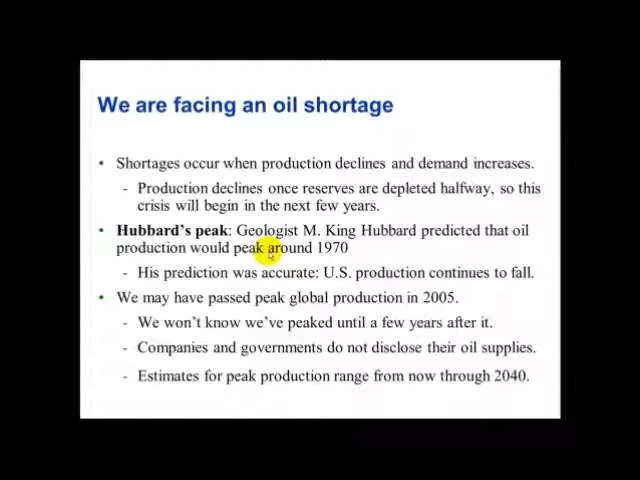 We are facing an oil shortage
• Shortages occur when production declines and demand increases.
- Production declines once reserves are depleted halfway, so this
crisis will begin in the next few years.
• Hubbard's peak: Geologist M. King Hubbard predicted that oil
production would peak around 1970
- His prediction was accurate: U.S. production continues to fall.
• We may have passed peak global production in 2005.
- We won't know we've peaked until a few years after it.
- Companies and governments do not disclose their oil supplies.
- Estimates for peak production range from now through 2040.